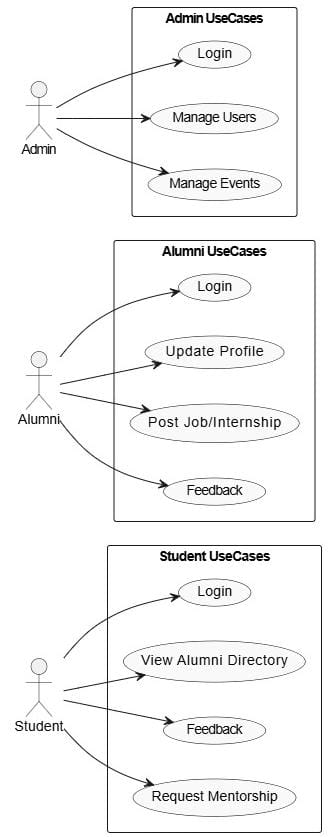 Admin UseCases
Login
Manage Users
Admin
Manage Events
Alumni UseCases
Login
Update Profile
Alumni
Post Job/Internship
Feedback
Student UseCases
Login
View Alumni Directory
Student
Feedback
Request Mentorship